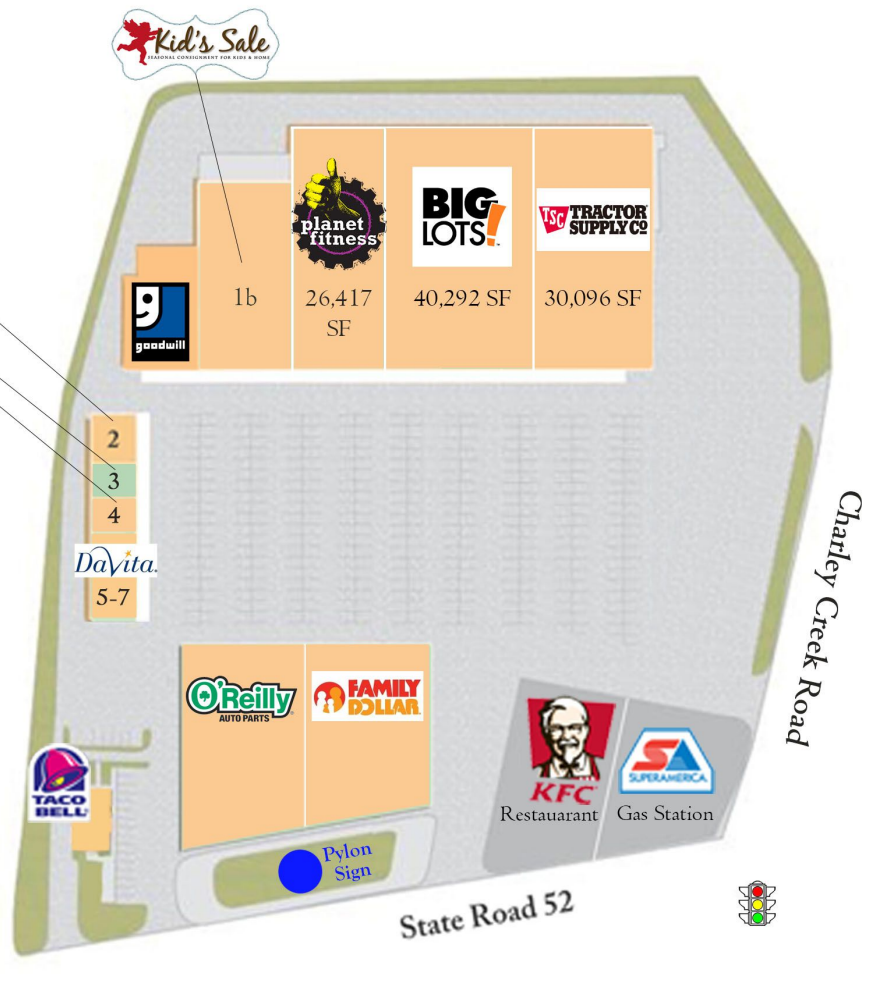 Kid's Sale
SEASONAL CONSIGNMENT FOR KIDS & HOME
planet
fitness
BIG
LOTS!
TSC TRACTOR
SUPPLY CO
goodwill
1b
26,417
SF
40,292 SF
30,096 SF
2
3
4
DaVita.
5-7
Charley Creek Road
O'Reilly
AUTO PARTS
FAMILY
DOLLAR
TACO
BELL
KFC
Restauarant
SA
SUPERAMERICA
Gas Station
Pylon
Sign
State Road 52